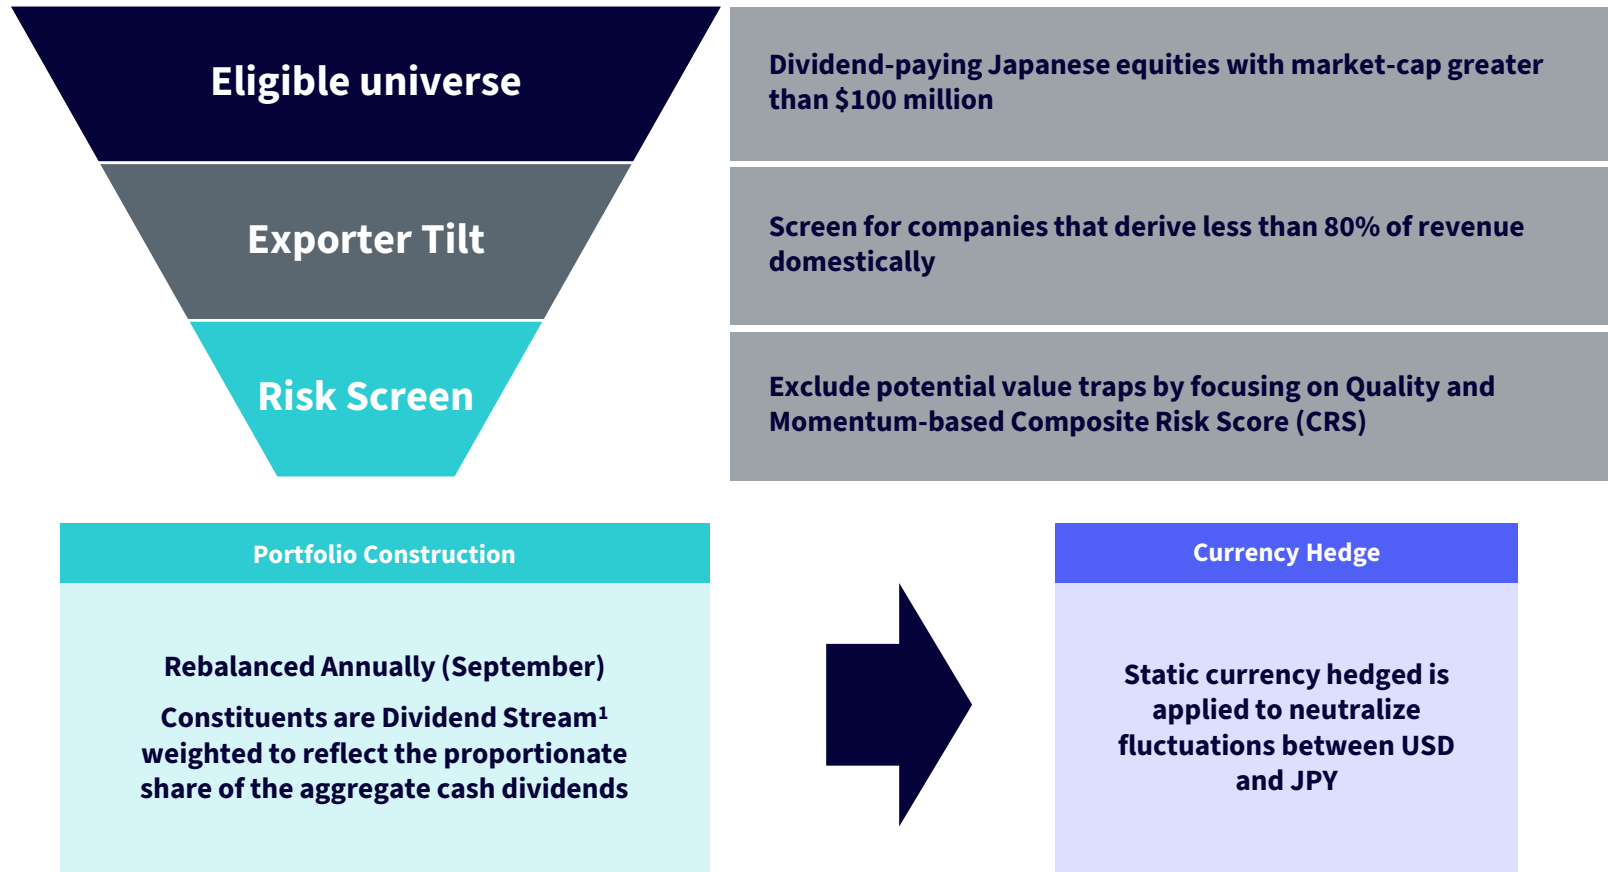 Eligible universe
Dividend-paying Japanese equities with market-cap greater
than $100 million
Exporter Tilt
Screen for companies that derive less than 80% of revenue
domestically
Risk Screen
Exclude potential value traps by focusing on Quality and
Momentum-based Composite Risk Score (CRS)
Portfolio Construction
Rebalanced Annually (September)
Constituents are Dividend Stream¹
weighted to reflect the proportionate
share of the aggregate cash dividends
Currency Hedge
Static currency hedged is
applied to neutralize
fluctuations between USD
and JPY